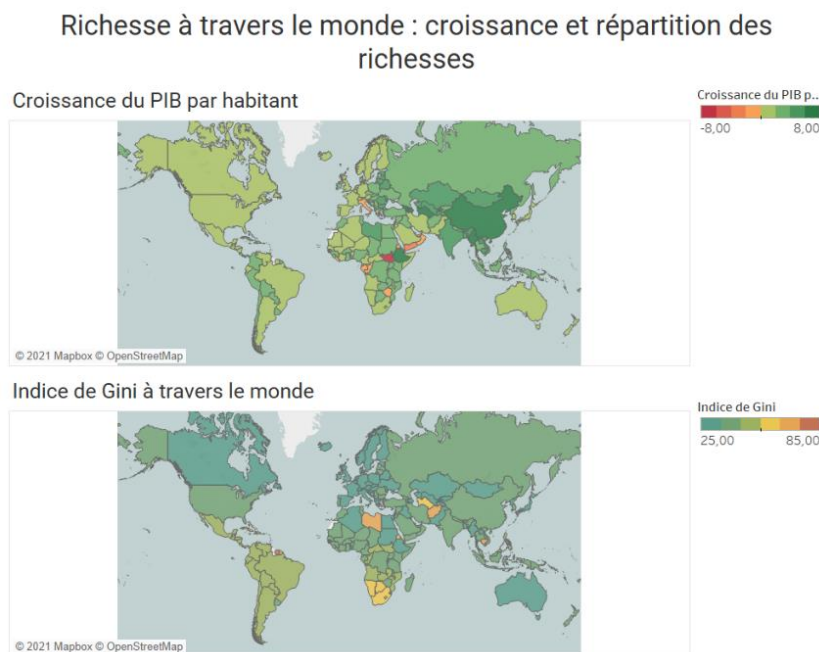 Richesse à travers le monde : croissance et répartition des
richesses
Croissance du PIB par habitant
Croissance du PIB p...
-8,00 8,00
© 2021 Mapbox © OpenStreetMap
Indice de Gini à travers le monde
Indice de Gini
25,00 85,00
© 2021 Mapbox © OpenStreetMap